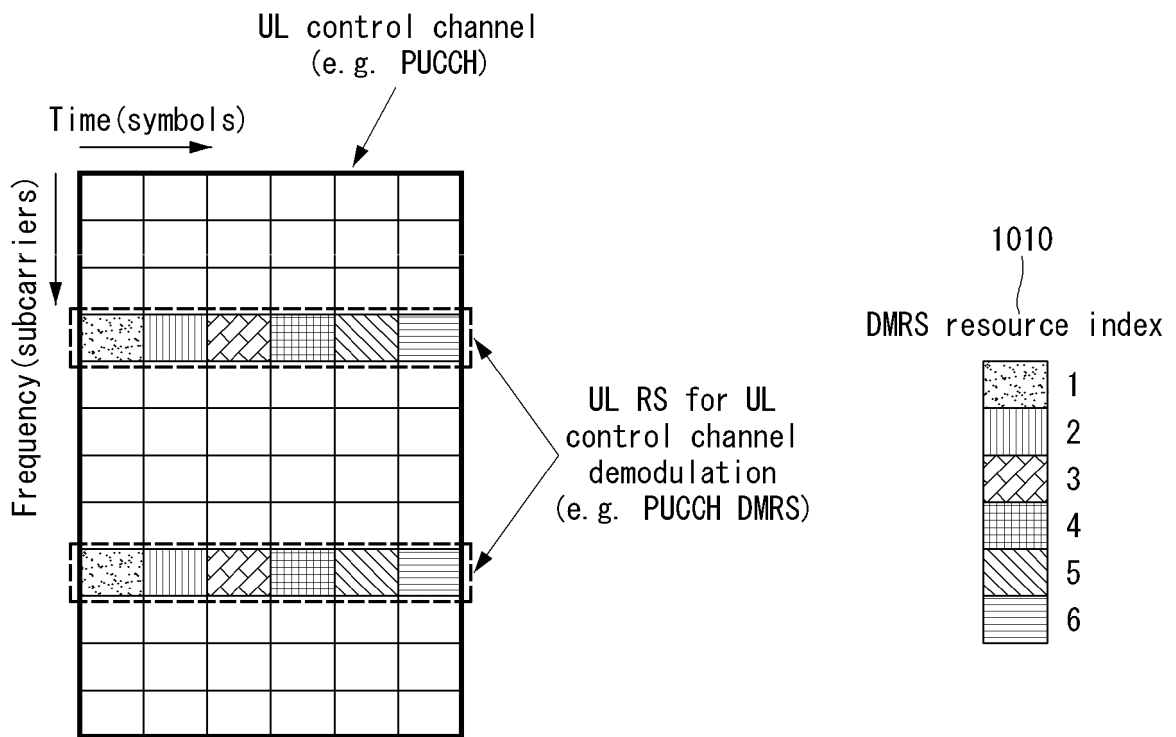 UL control channel
(e.g. PUCCH)
Time(symbols)
Frequency(subcarriers)
UL RS for UL
control channel
demodulation
(e.g. PUCCH DMRS)
1010
DMRS resource index
1
2
3
4
5
6